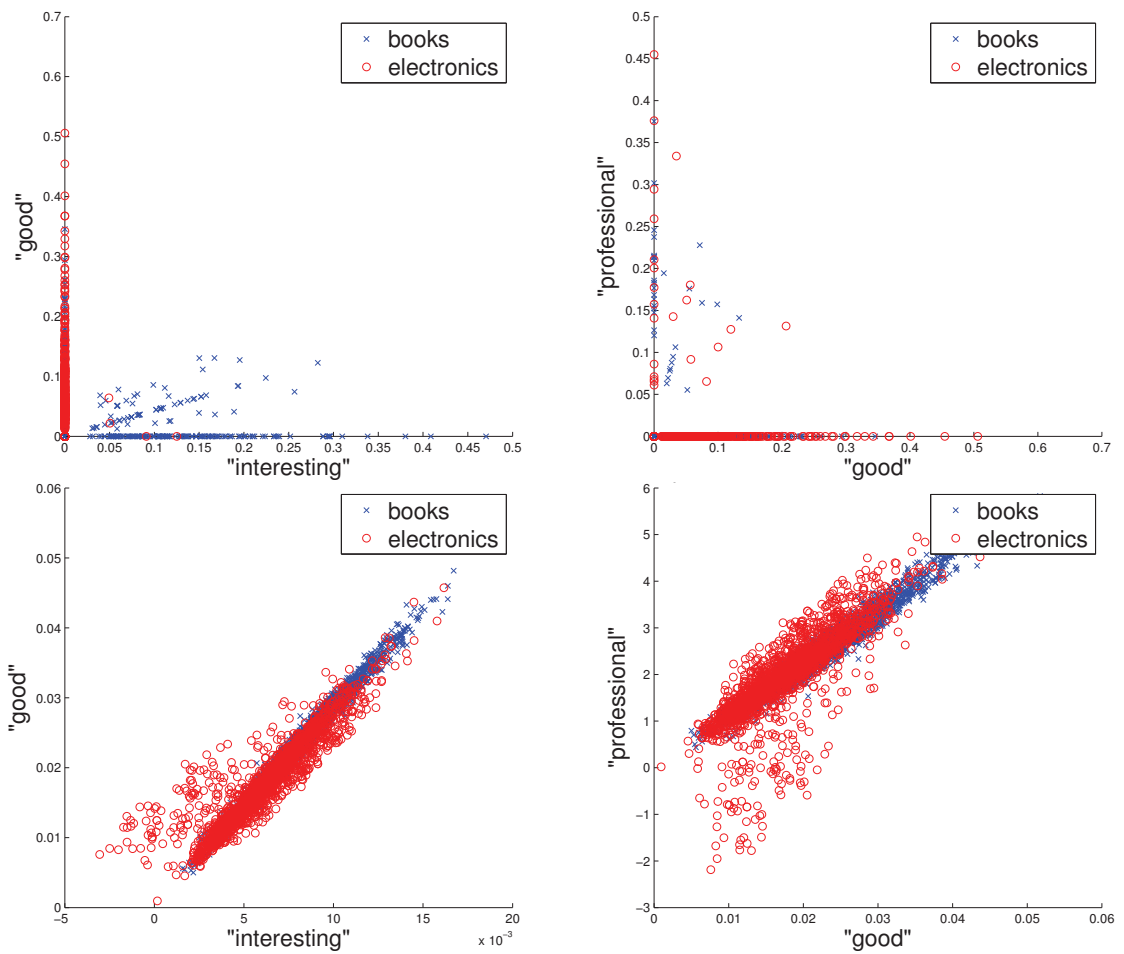 0.7
0.6
0.5
0.4
0.3
0.2
0.1
0
"good"
0 0.05 0.1 0.15 0.2 0.25 0.3 0.35 0.4 0.45 0.5
"interesting"
books
electronics
0.5
0.45
0.4
0.35
0.3
0.25
0.2
0.15
0.1
0.05
0
"professional"
0 0.1 0.2 0.3 0.4 0.5 0.6 0.7
"good"
books
electronics
0.06
0.05
0.04
0.03
0.02
0.01
0
"good"
−5 0 5 10 15 20
"interesting"
x 10⁻³
books
electronics
6
5
4
3
2
1
0
−1
−2
−3
"professional"
0 0.01 0.02 0.03 0.04 0.05 0.06
"good"
books
electronics